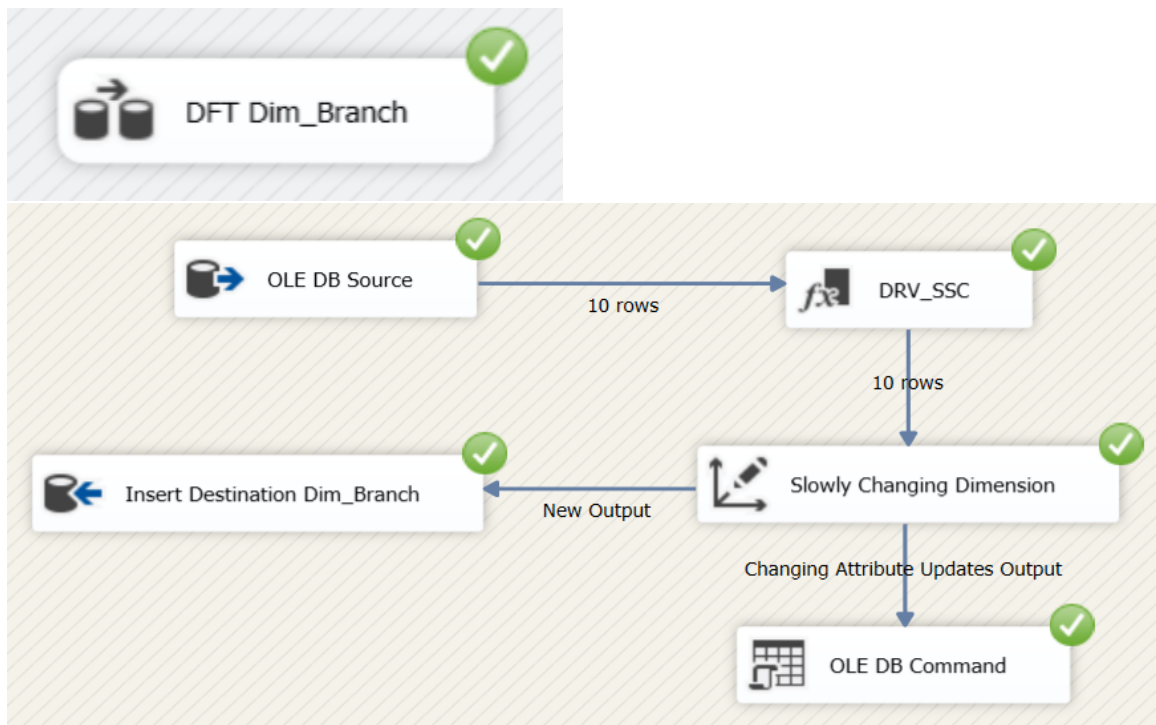 DFT Dim_Branch
OLE DB Source
10 rows
DRV_SSC
10 rows
Insert Destination Dim_Branch
New Output
Slowly Changing Dimension
Changing Attribute Updates Output
OLE DB Command